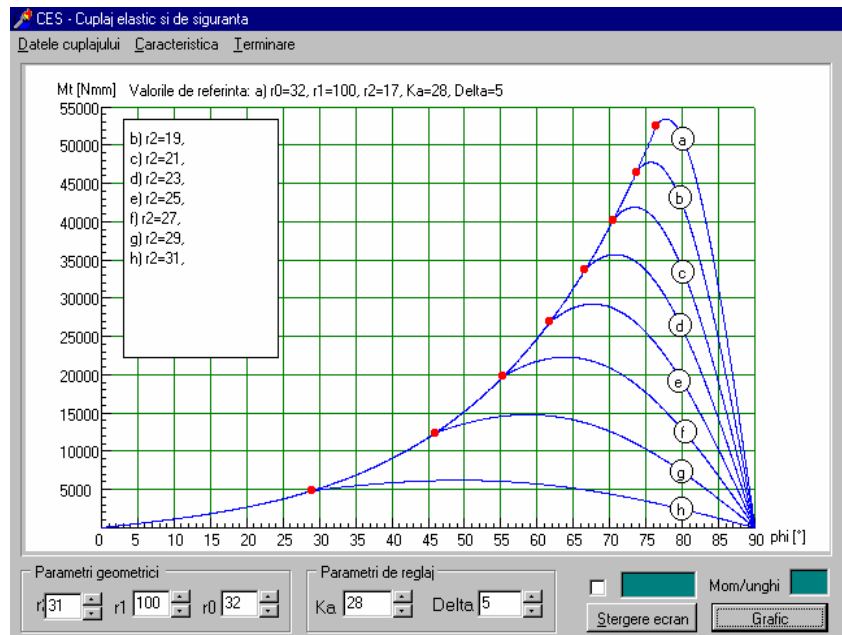 CES - Cuplaj elastic si de siguranta
Datele cuplajului Caracteristica Terminare
Mt [Nmm] Valorile de referinta: a) r0=32, r1=100, r2=17, Ka=28, Delta=5
55000
50000
45000
40000
35000
30000
25000
20000
15000
10000
5000
b) r2=19,
c) r2=21,
d) r2=23,
e) r2=25,
f) r2=27,
g) r2=29,
h) r2=31,
a
b
c
d
e
f
g
h
0 5 10 15 20 25 30 35 40 45 50 55 60 65 70 75 80 85 90 phi [°]
Parametri geometrici
r 31 r1 100 r0 32
Parametri de reglaj
Ka 28 Delta 5
Mom/unghi
Stergere ecran Grafic